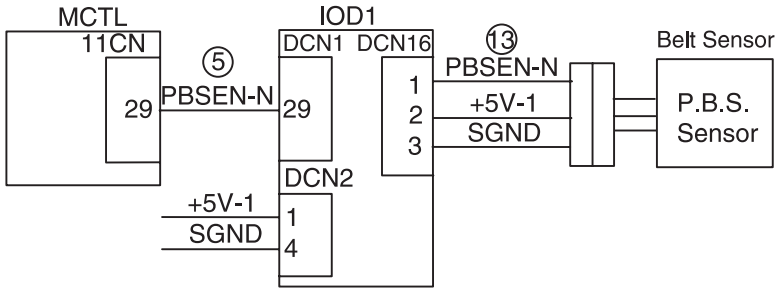 MCTL
IOD1
11CN
5
DCN1
DCN16
13
Belt Sensor
PBSEN-N
29
PBSEN-N
29
1
+5V-1
2
SGND
3
P.B.S.
Sensor
DCN2
+5V-1
1
SGND
4